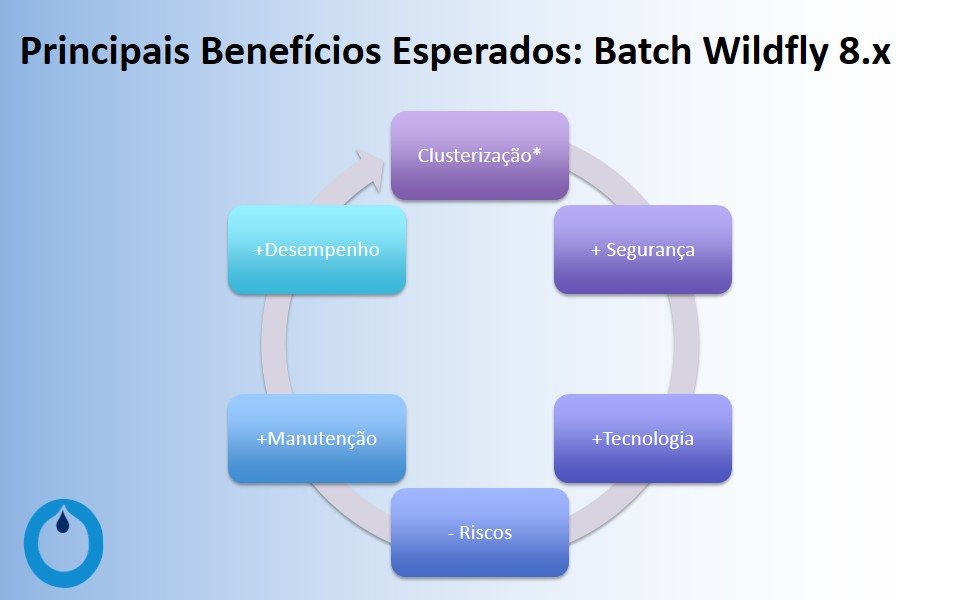 Principais Benefícios Esperados: Batch Wildfly 8.x
Clusterização*
+ Segurança
+Tecnologia
- Riscos
+Manutenção
+Desempenho